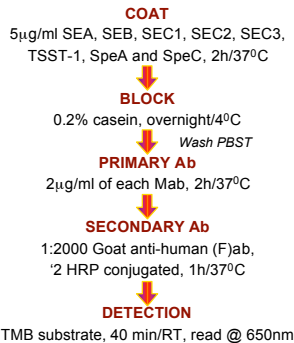 COAT
5μg/ml SEA, SEB, SEC1, SEC2, SEC3,
TSST-1, SpeA and SpeC, 2h/37⁰C
BLOCK
0.2% casein, overnight/4⁰C
Wash PBST
PRIMARY Ab
2μg/ml of each Mab, 2h/37⁰C
SECONDARY Ab
1:2000 Goat anti-human (F)ab,
‘2 HRP conjugated, 1h/37⁰C
DETECTION
TMB substrate, 40 min/RT, read @ 650nm